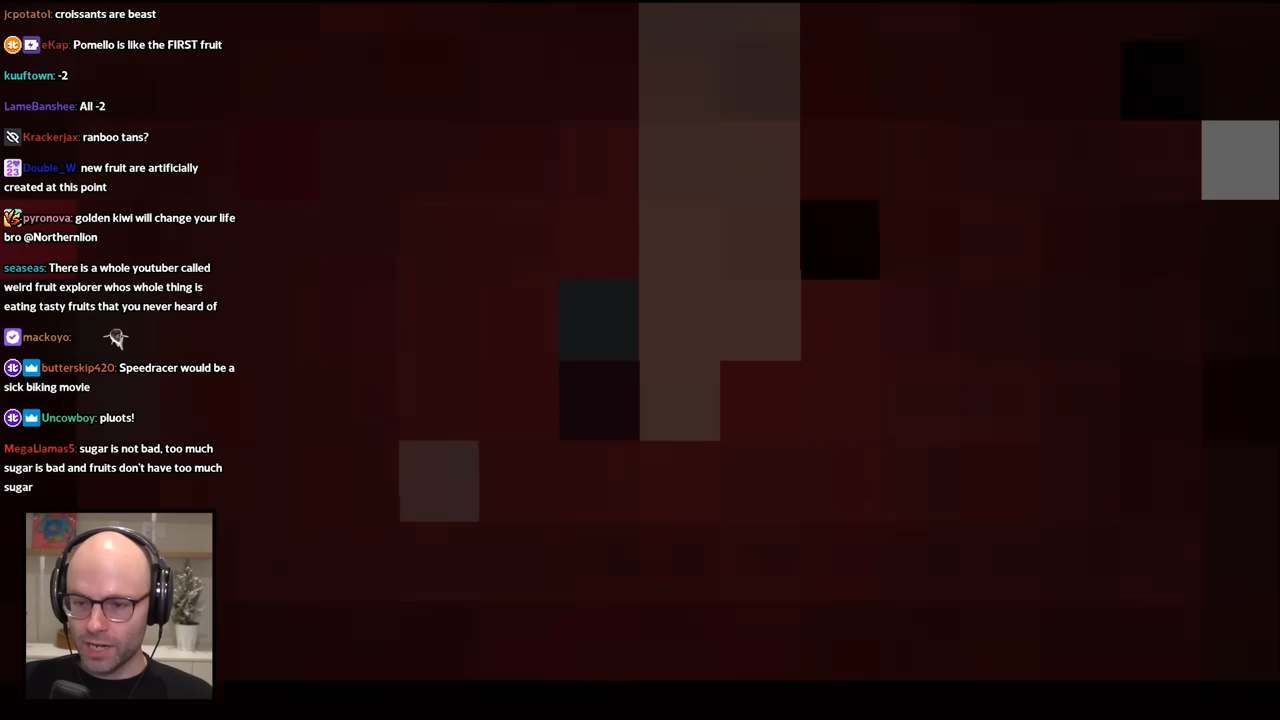 Jcpotato1: croissants are beast
eKap: Pomello is like the FIRST fruit
kuuftown: -2
LameBanshee: All -2
Krackerjax: ranboo tans?
Double_W: new fruit are artificially
created at this point
pyronova: golden kiwi will change your life
bro @Northernlion
seaseas: There is a whole youtuber called
weird fruit explorer whos whole thing is
eating tasty fruits that you never heard of
mackoyo:
butterskip420: Speedracer would be a
sick biking movie
Uncowboy: pluots!
MegaLlamas5: sugar is not bad, too much
sugar is bad and fruits don't have too much
sugar